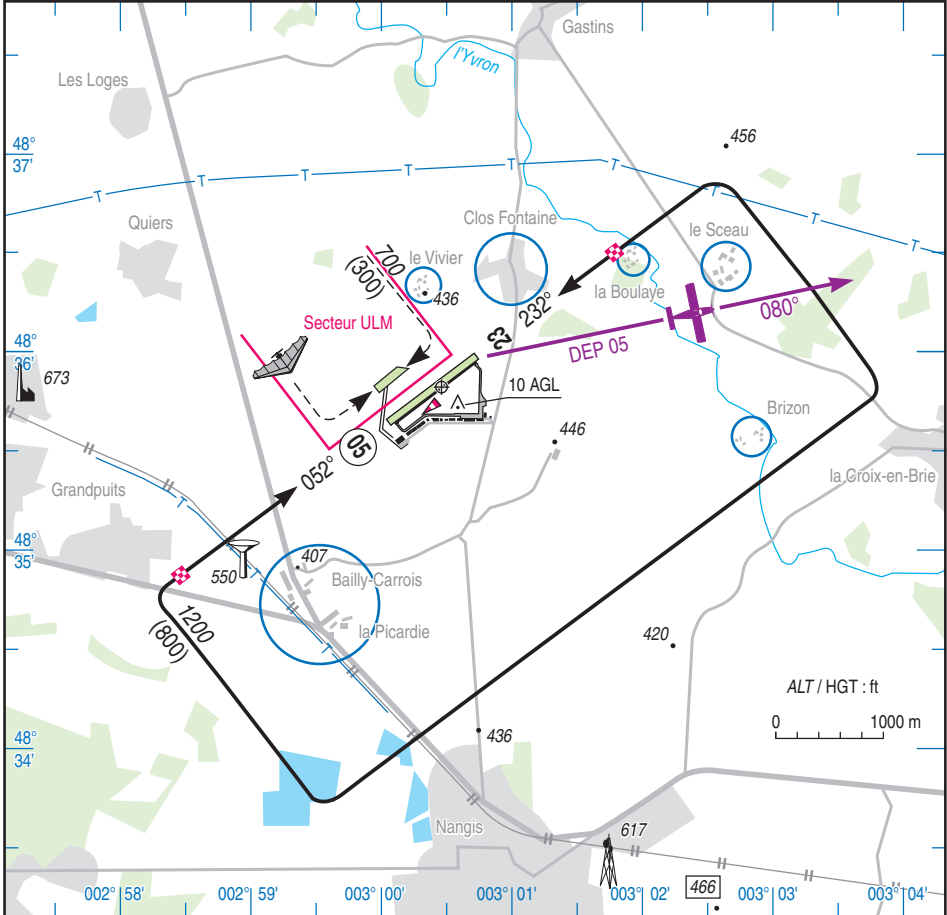 Gastins
l'Yvron
Les Loges
456
48°
37'
T
T
T
T
T
T
T
T
Quiers
Clos Fontaine
le Sceau
700
(300)
le Vivier
436
la Boulaye
232°
080°
Secteur ULM
23
DEP 05
48°
36'
673
10 AGL
Brizon
05
446
052°
la Croix-en-Brie
Grandpuits
T
48°
35'
550
407
Bailly-Carrois
la Picardie
1200
(800)
T
420
ALT / HGT : ft
0
1000 m
48°
34'
436
Nangis
617
466
002° 58'
002° 59'
003° 00'
003° 01'
003° 02'
003° 03'
003° 04'